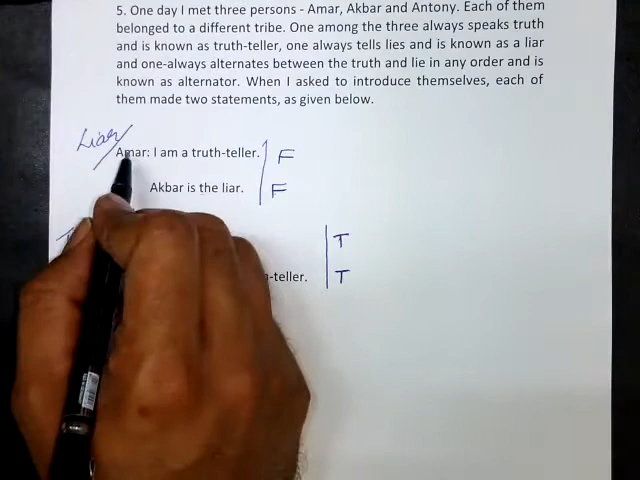 5. One day I met three persons - Amar, Akbar and Antony. Each of them
belonged to a different tribe. One among the three always speaks truth
and is known as truth-teller, one always tells lies and is known as a liar
and one-always alternates between the truth and lie in any order and is
known as alternator. When I asked to introduce themselves, each of
them made two statements, as given below.
Liar
Amar: I am a truth-teller. F
Akbar is the liar. F
T
-teller. T